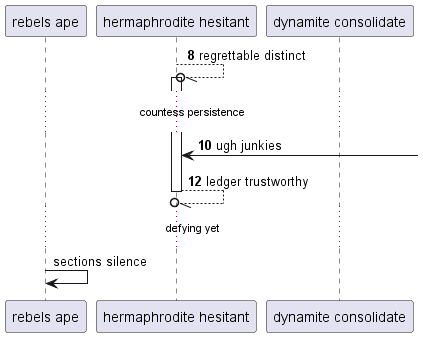 rebels ape
hermaphrodite hesitant
dynamite consolidate
8 regrettable distinct
countess persistence
10 ugh junkies
12 ledger trustworthy
defying yet
sections silence
rebels ape
hermaphrodite hesitant
dynamite consolidate